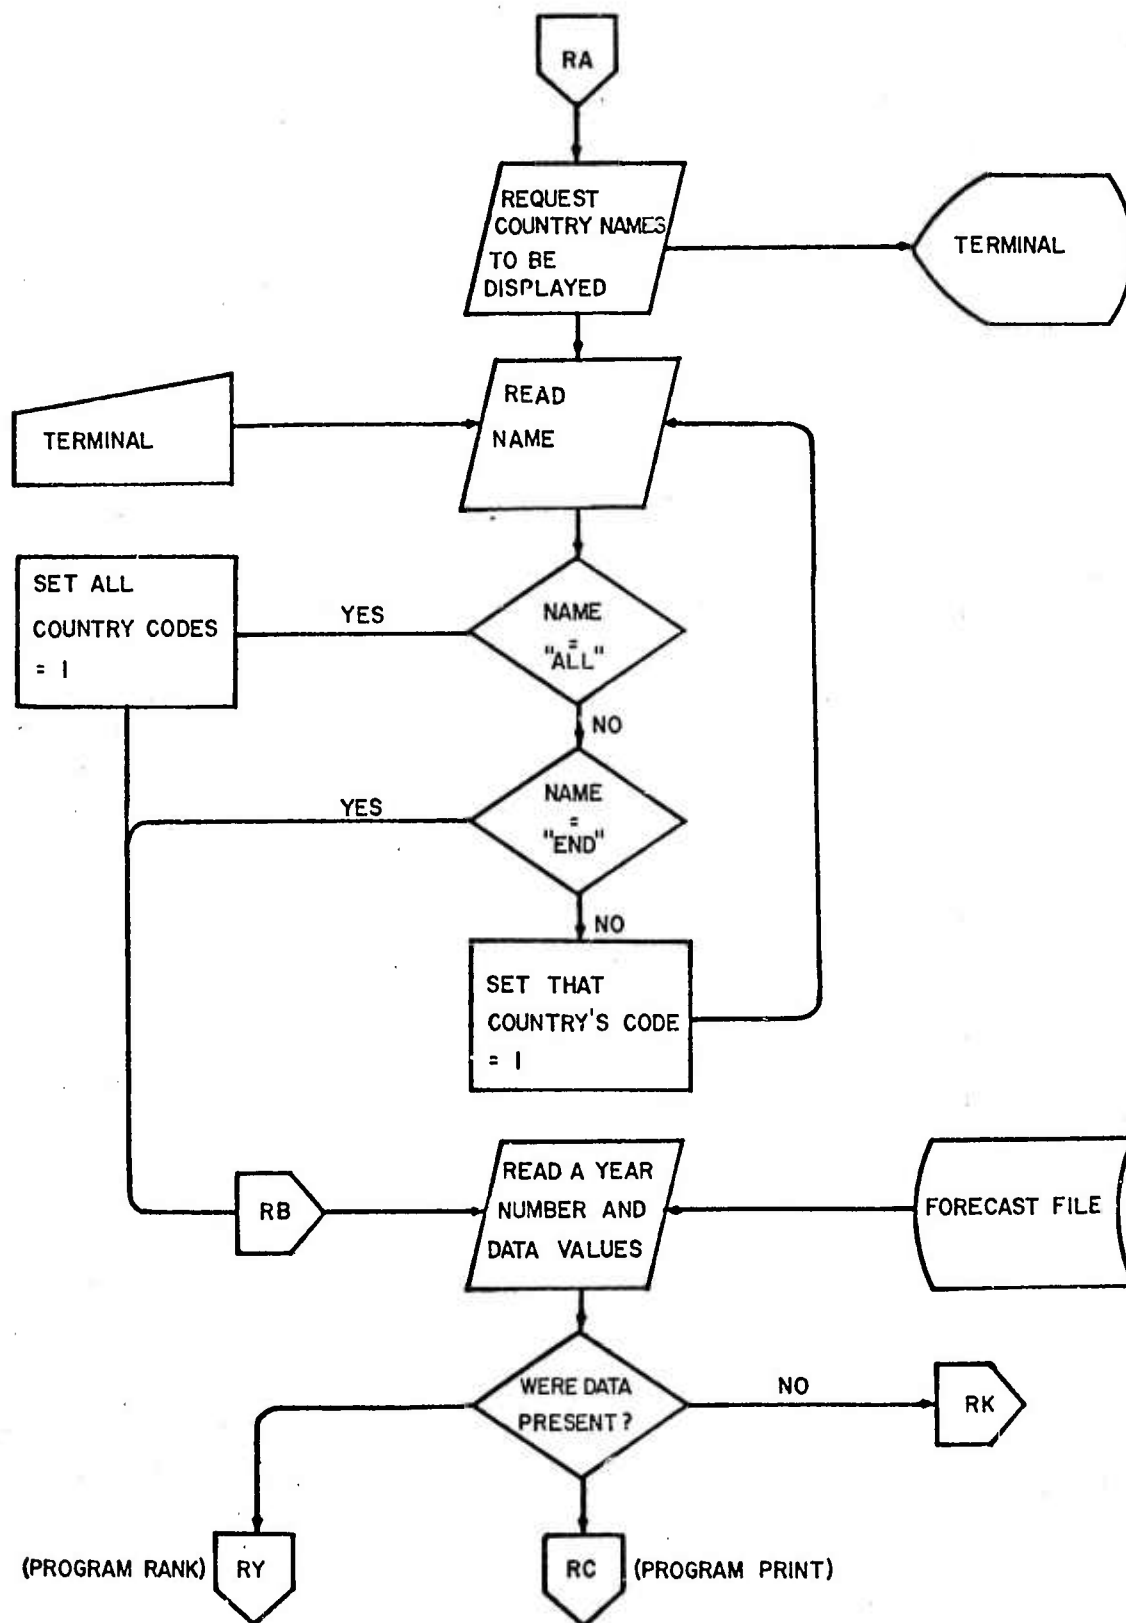 RA
REQUEST
COUNTRY NAMES
TO BE
DISPLAYED
TERMINAL
READ
NAME
TERMINAL
SET ALL
COUNTRY CODES
= 1
YES
NAME
=
"ALL"
NO
NAME
=
"END"
YES
NO
SET THAT
COUNTRY'S CODE
= 1
RB
READ A YEAR
NUMBER AND
DATA VALUES
FORECAST FILE
WERE DATA
PRESENT?
NO
RK
(PROGRAM RANK) RY
RC (PROGRAM PRINT)